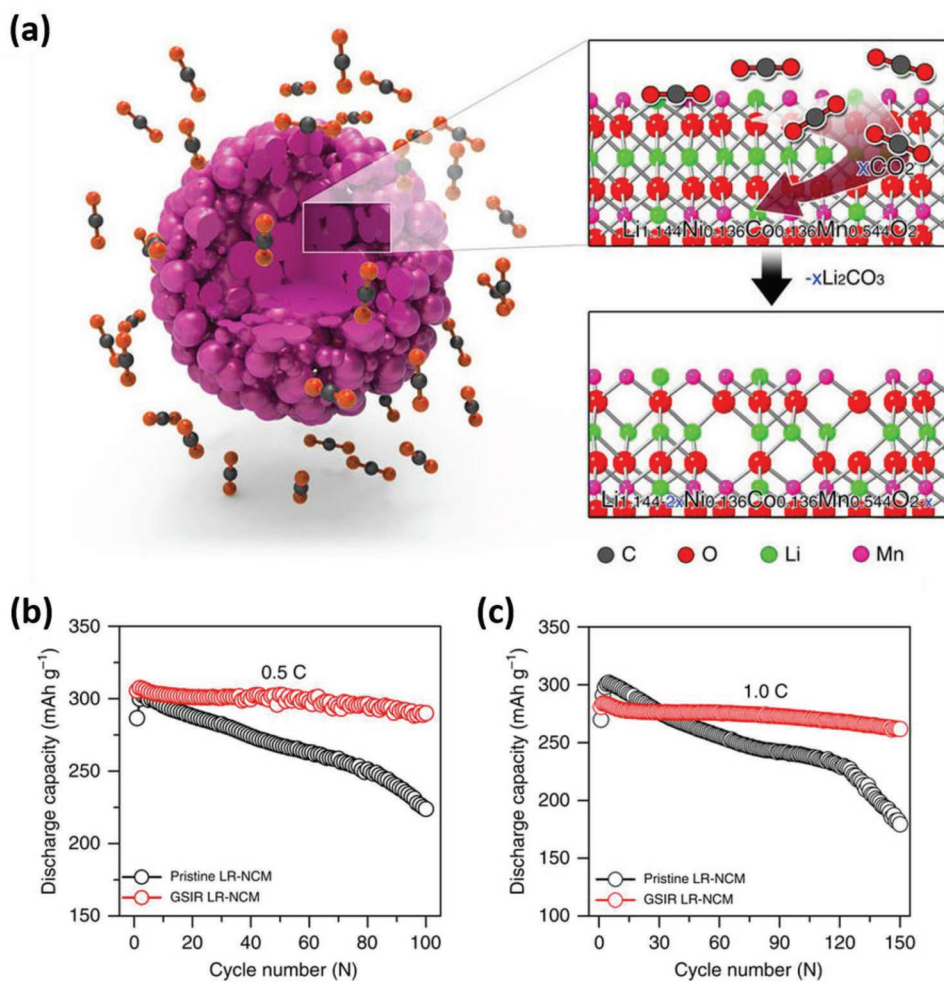 (a)
xCO2
Li1.144Ni0.136Co0.136Mn0.544O2
-xLi2CO3
Li1.144-2xNi0.136Co0.136Mn0.544O2-x
C O Li Mn
(b)
350
300
250
200
150
0 20 40 60 80 100
Discharge capacity (mAh g⁻¹)
Cycle number (N)
0.5 C
Pristine LR-NCM
GSIR LR-NCM
(c)
350
300
250
200
150
100
0 30 60 90 120 150
Discharge capacity (mAh g⁻¹)
Cycle number (N)
1.0 C
Pristine LR-NCM
GSIR LR-NCM